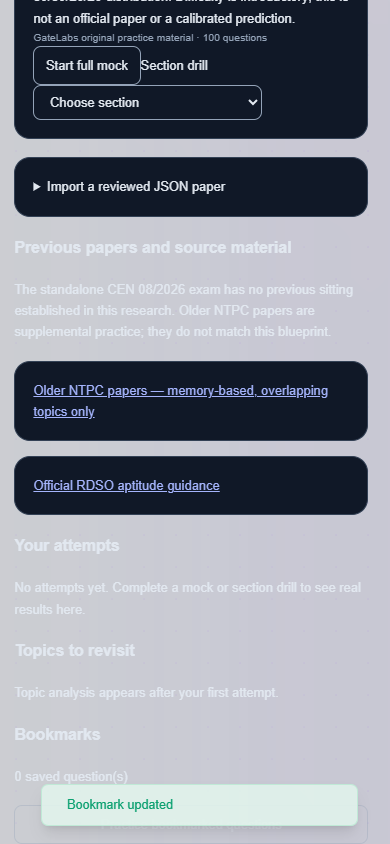 not an official paper or a calibrated prediction.
GateLabs original practice material · 100 questions
Start full mock
Section drill
Choose section
Import a reviewed JSON paper
Previous papers and source material
The standalone CEN 08/2026 exam has no previous sitting
established in this research. Older NTPC papers are
supplemental practice; they do not match this blueprint.
Older NTPC papers — memory-based, overlapping
topics only
Official RDSO aptitude guidance
Your attempts
No attempts yet. Complete a mock or section drill to see real
results here.
Topics to revisit
Topic analysis appears after your first attempt.
Bookmarks
0 saved question(s)
Bookmark updated